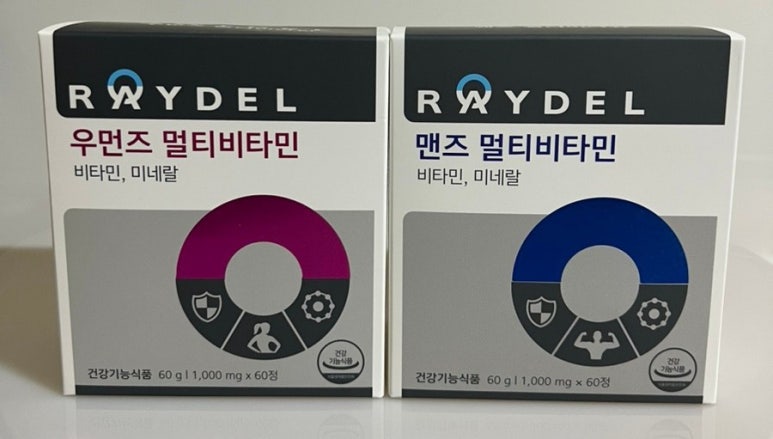 RAYDEL
우먼즈 멀티비타민
비타민, 미네랄
건강
기능식품
건강기능식품 60 g | 1,000 mg x 60정
RAYDEL
맨즈 멀티비타민
비타민, 미네랄
건강
기능식품
건강기능식품 60 g | 1,000 mg x 60정